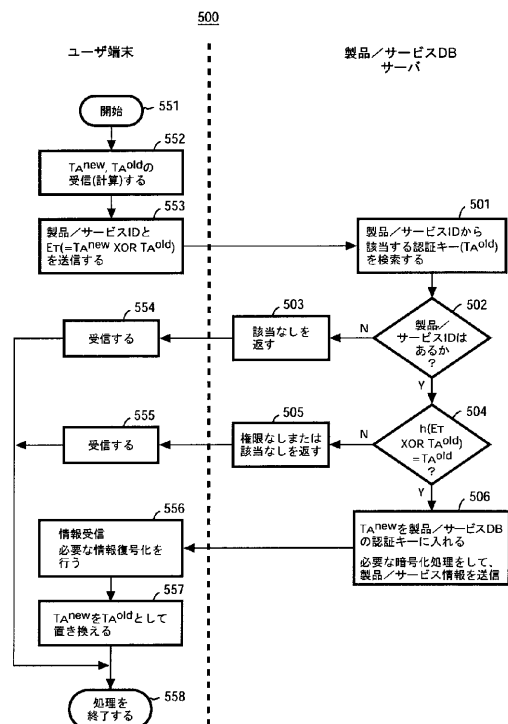 500
ユーザ端末
製品／サービスDB
サーバ
開始
551
552
TA^new, TA^oldの
受信(計算)する
553
製品／サービスIDと
ET(=TA^new XOR TA^old)
を送信する
501
製品／サービスIDから
該当する認証キー(TA^old)
を検索する
502
製品／
サービスIDは
あるか
?
N
Y
503
該当なしを
返す
554
受信する
504
h(ET
XOR TA^old)
=TA^old
?
N
Y
505
権限なしまたは
該当なしを返す
555
受信する
506
TA^newを製品／サービスDB
の認証キーに入れる
必要な暗号化処理をして、
製品／サービス情報を送信
556
情報受信
必要な情報復号化を
行う
557
TA^newをTA^oldとして
置き換える
処理を
終了する
558